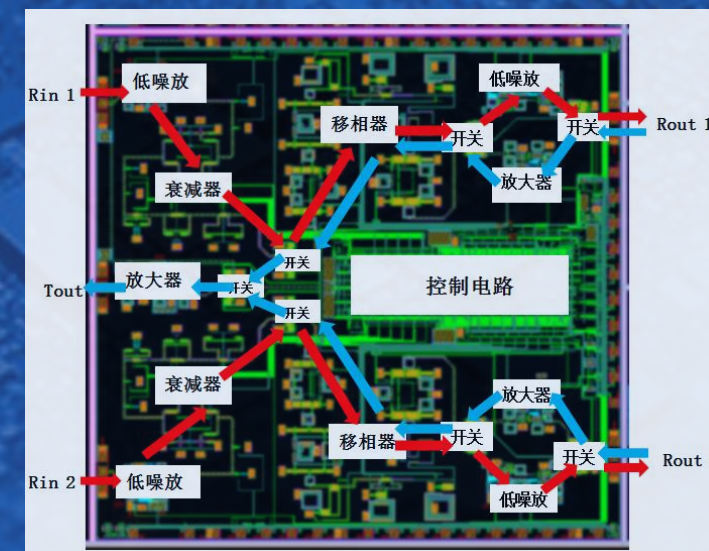 低噪放
低噪放
Rin 1
移相器
开关
开关
Rout 1
衰减器
放大器
开关
放大器
开关
Tout
控制电路
开关
衰减器
放大器
移相器
开关
开关
Rout
Rin 2
低噪放
低噪放